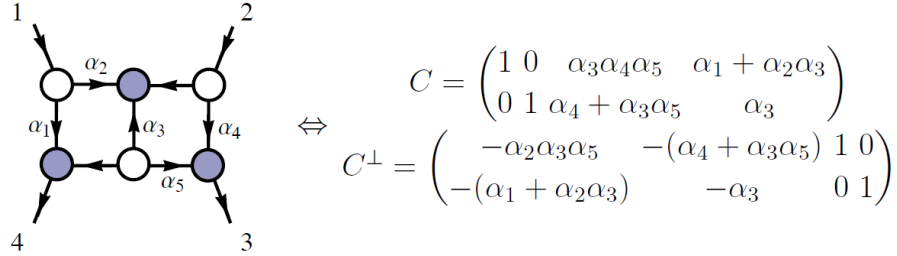 1 2
α₂
α₁ α₃ α₄
α₅
4 3
⇔
C = ( 1 0 α₃α₄α₅ α₁ + α₂α₃
0 1 α₄ + α₃α₅ α₃ )
C^⊥ = ( −α₂α₃α₅ −(α₄ + α₃α₅) 1 0
−(α₁ + α₂α₃) −α₃ 0 1 )